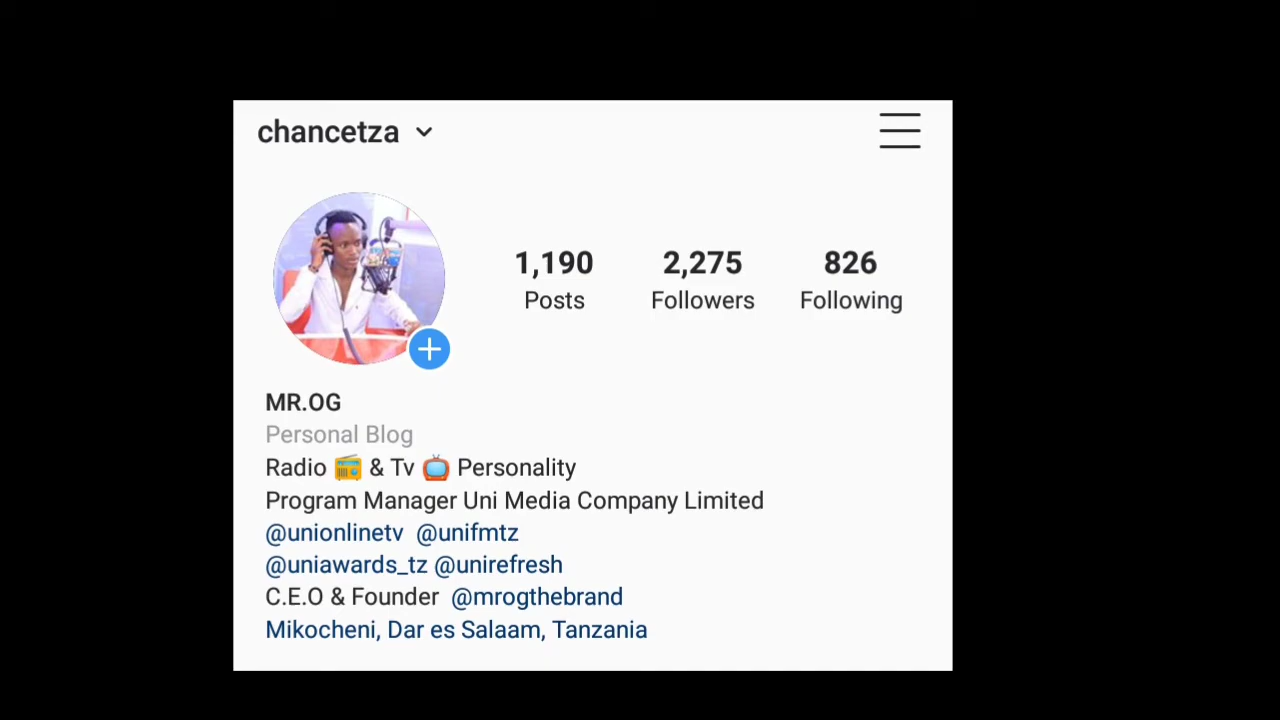 chancetza
1,190 2,275 826
Posts Followers Following
MR.OG
Personal Blog
Radio 📻 & Tv 📺 Personality
Program Manager Uni Media Company Limited
@unionlinetv @unifmtz
@uniawards_tz @unirefresh
C.E.O & Founder @mrogthebrand
Mikocheni, Dar es Salaam, Tanzania